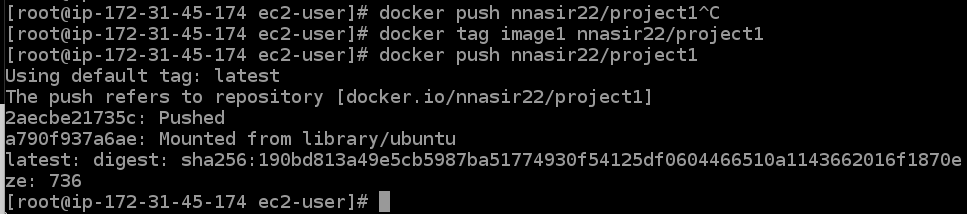 [root@ip-172-31-45-174 ec2-user]# docker push nnasir22/project1^C
[root@ip-172-31-45-174 ec2-user]# docker tag image1 nnasir22/project1
[root@ip-172-31-45-174 ec2-user]# docker push nnasir22/project1
Using default tag: latest
The push refers to repository [docker.io/nnasir22/project1]
2aecbe21735c: Pushed
a790f937a6ae: Mounted from library/ubuntu
latest: digest: sha256:190bd813a49e5cb5987ba51774930f54125df0604466510a1143662016f1870e
ze: 736
[root@ip-172-31-45-174 ec2-user]#